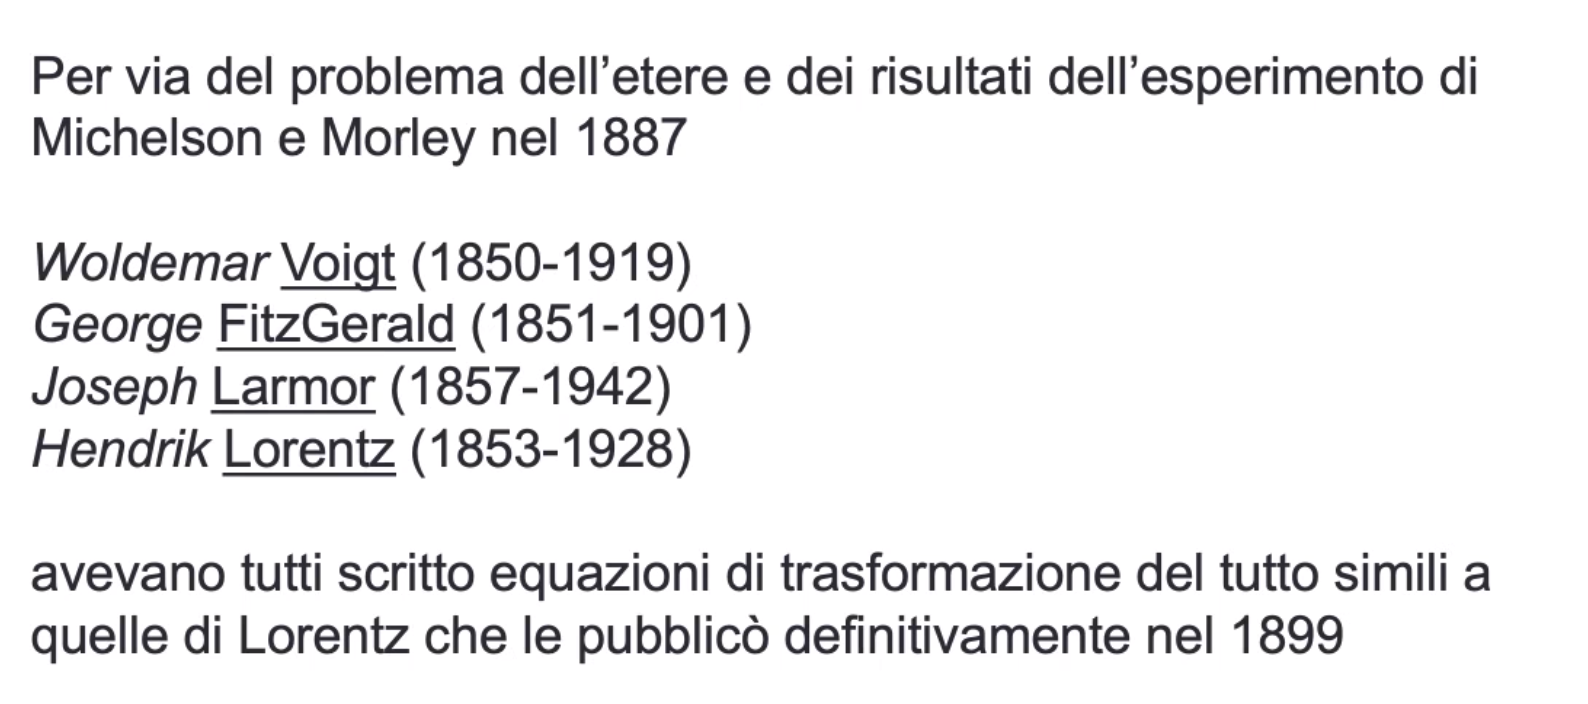 Per via del problema dell’etere e dei risultati dell’esperimento di
Michelson e Morley nel 1887
Woldemar Voigt (1850-1919)
George FitzGerald (1851-1901)
Joseph Larmor (1857-1942)
Hendrik Lorentz (1853-1928)
avevano tutti scritto equazioni di trasformazione del tutto simili a
quelle di Lorentz che le pubblicò definitivamente nel 1899